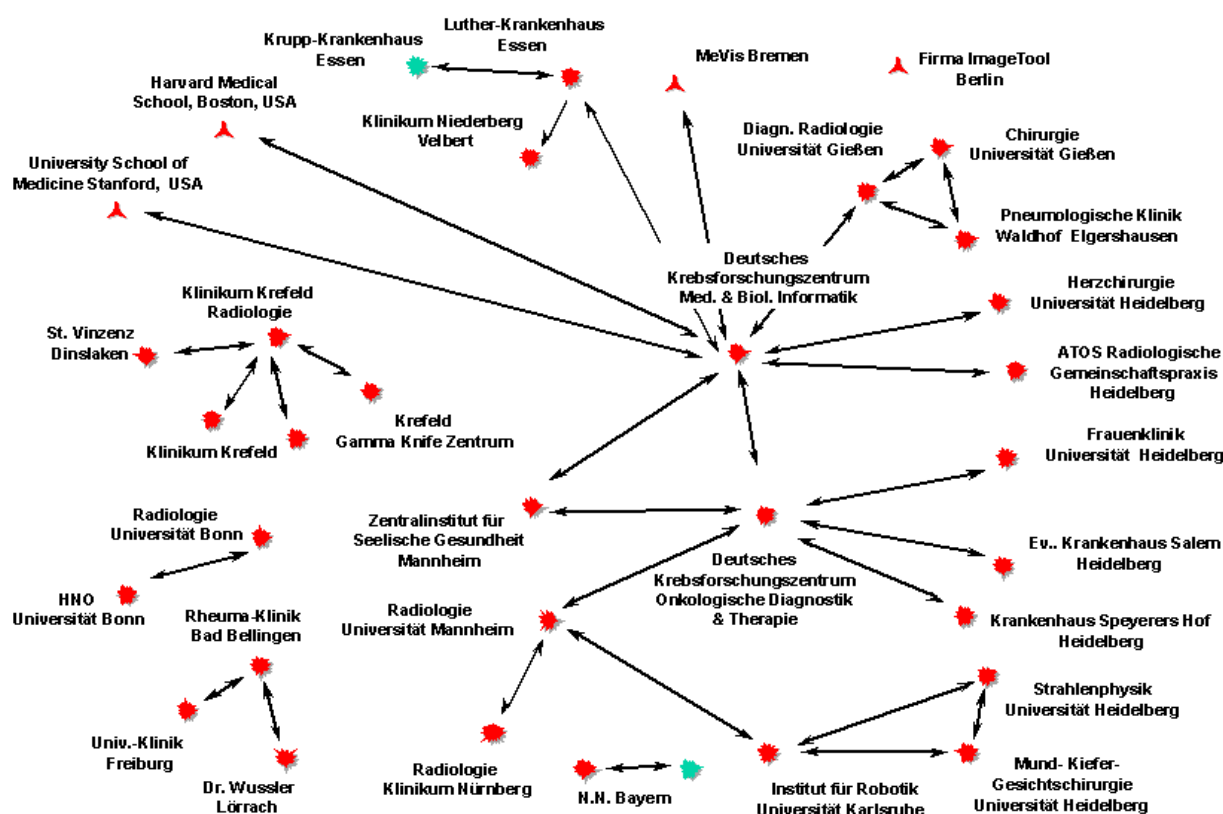 Luther-Krankenhaus
Essen
Krupp-Krankenhaus
Essen
MeVis Bremen
Firma ImageTool
Berlin
Harvard Medical
School, Boston, USA
Klinikum Niederberg
Velbert
Diagn. Radiologie
Universität Gießen
Chirurgie
Universität Gießen
University School of
Medicine Stanford, USA
Pneumologische Klinik
Waldhof Elgershausen
Deutsches
Krebsforschungszentrum
Med. & Biol. Informatik
Herzchirurgie
Universität Heidelberg
Klinikum Krefeld
Radiologie
St. Vinzenz
Dinslaken
ATOS Radiologische
Gemeinschaftspraxis
Heidelberg
Krefeld
Gamma Knife Zentrum
Klinikum Krefeld
Frauenklinik
Universität Heidelberg
Radiologie
Universität Bonn
Zentralinstitut für
Seelische Gesundheit
Mannheim
Deutsches
Krebsforschungszentrum
Onkologische Diagnostik
& Therapie
Ev.. Krankenhaus Salem
Heidelberg
HNO
Universität Bonn
Rheuma-Klinik
Bad Bellingen
Radiologie
Universität Mannheim
Krankenhaus Speyerers Hof
Heidelberg
Strahlenphysik
Universität Heidelberg
Univ.-Klinik
Freiburg
Dr. Wussler
Lörrach
Radiologie
Klinikum Nürnberg
N.N. Bayern
Institut für Robotik
Universität Karlsruhe
Mund- Kiefer-
Gesichtschirurgie
Universität Heidelberg